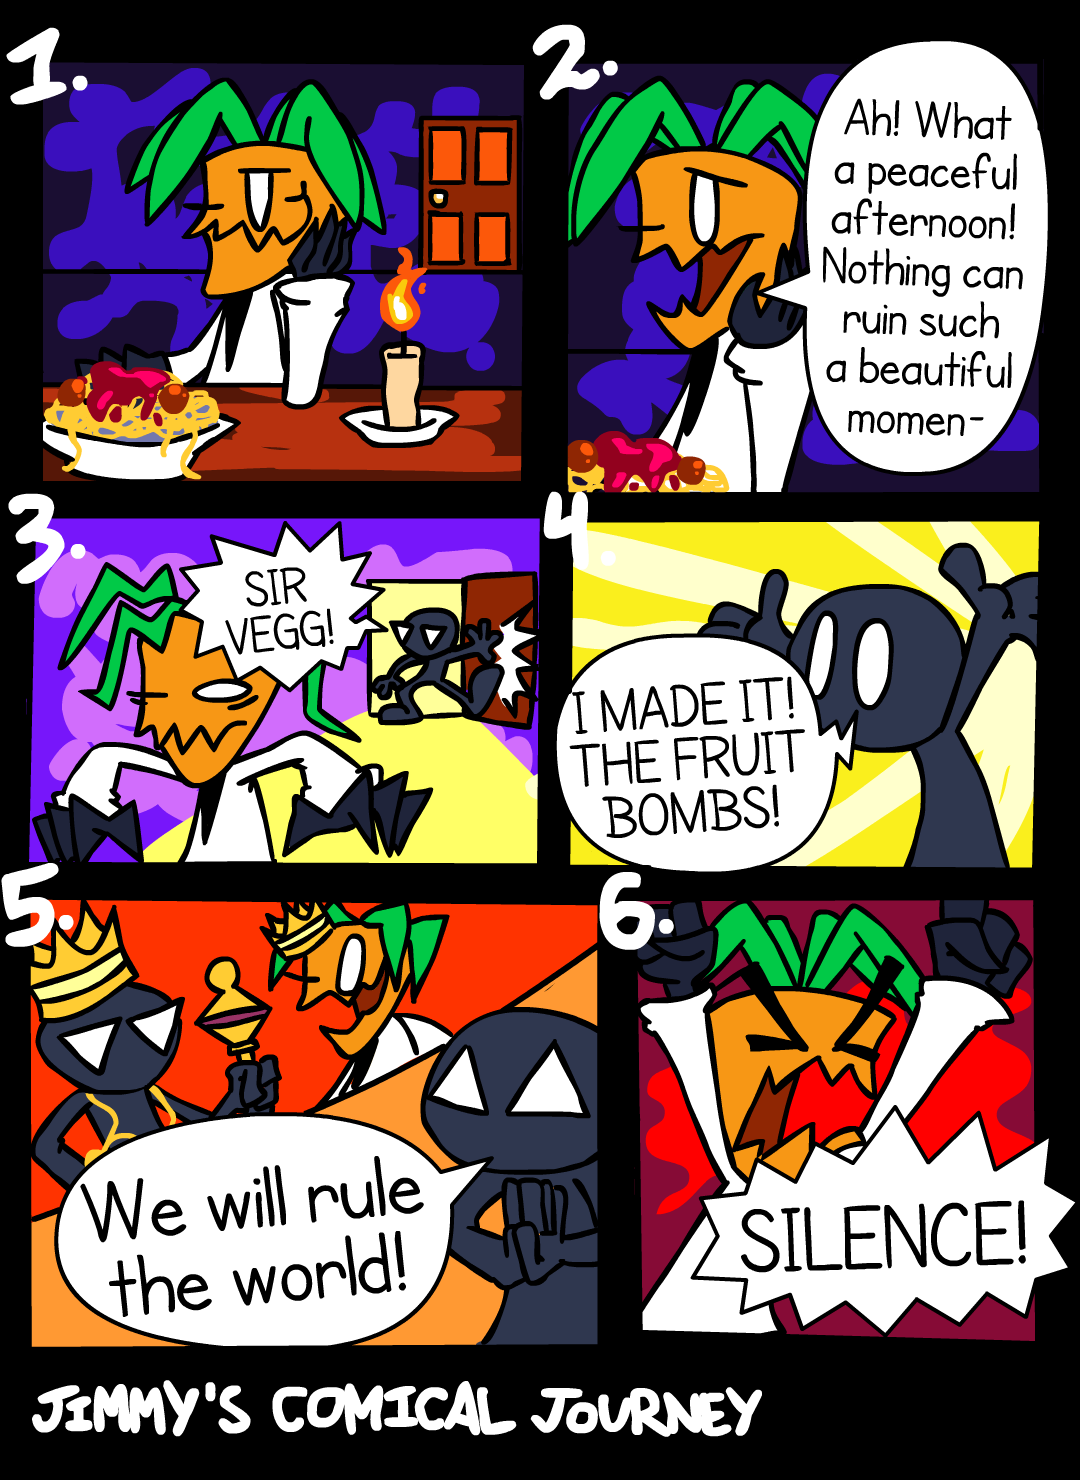 1.
2.
Ah! What
a peaceful
afternoon!
Nothing can
ruin such
a beautiful
momen-
3.
SIR
VEGG!
4.
I MADE IT!
THE FRUIT
BOMBS!
5.
We will rule
the world!
6.
SILENCE!
JIMMY'S COMICAL JOURNEY